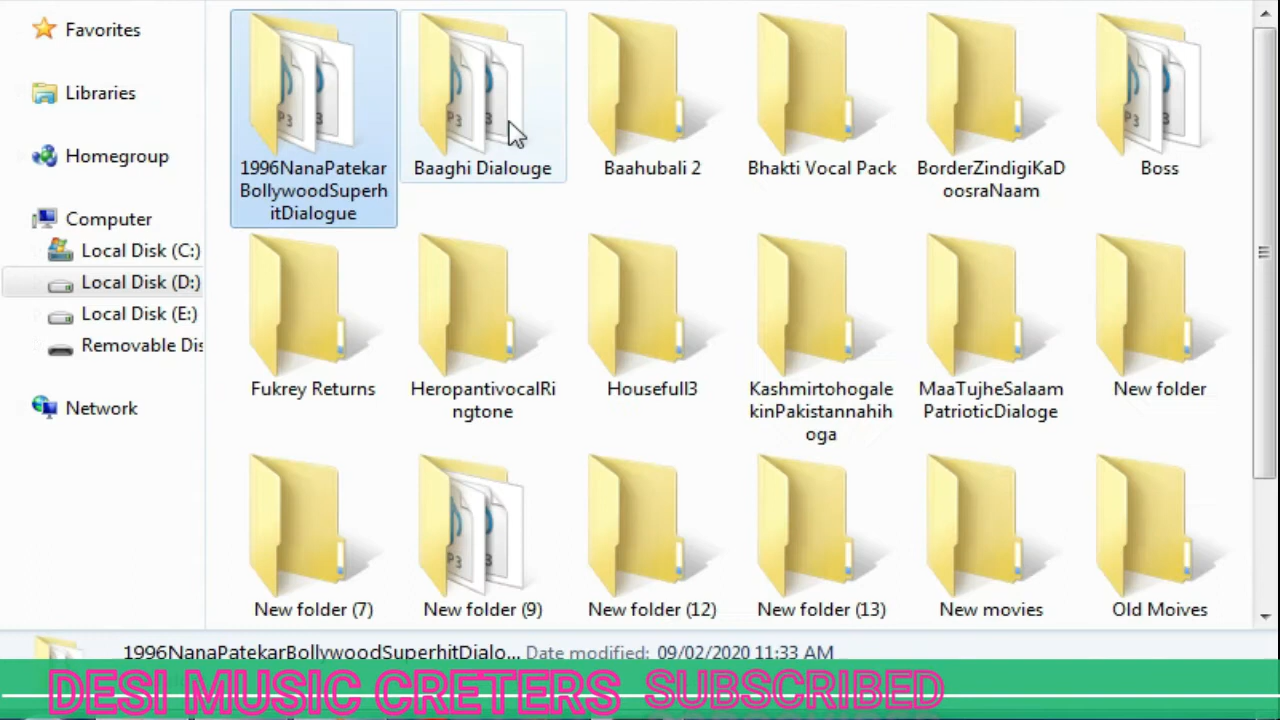 Favorites
Libraries
Homegroup
Computer
Local Disk (C:)
Local Disk (D:)
Local Disk (E:)
Removable Dis
Network
1996NanaPatekar
BollywoodSuperh
itDialogue
Baaghi Dialouge
Baahubali 2
Bhakti Vocal Pack
BorderZindigiKaD
oosraNaam
Boss
Fukrey Returns
HeropantivocalRi
ngtone
Housefull3
Kashmirtohogale
kinPakistannahih
oga
MaaTujheSalaam
PatrioticDialoge
New folder
New folder (7)
New folder (9)
New folder (12)
New folder (13)
New movies
Old Moives
1996NanaPatekarBollywoodSuperhitDialo... Date modified: 09/02/2020 11:33 AM
DESI MUSIC CRETERS SUBSCRIBED